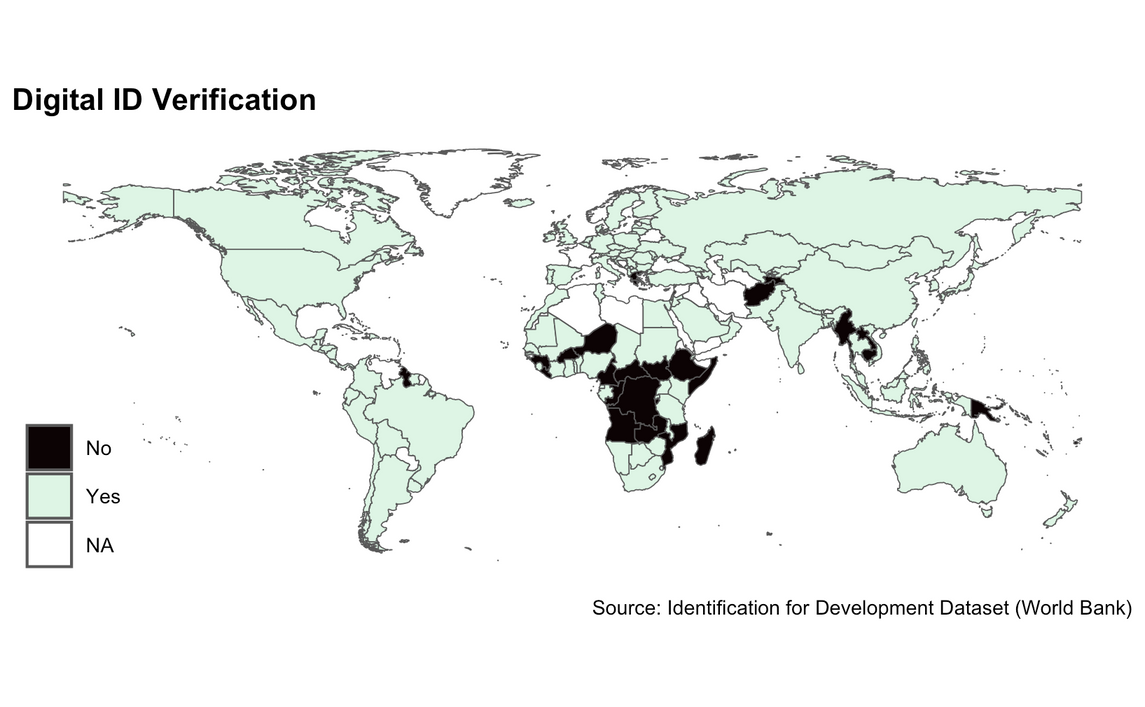 Digital ID Verification
No
Yes
NA
Source: Identification for Development Dataset (World Bank)